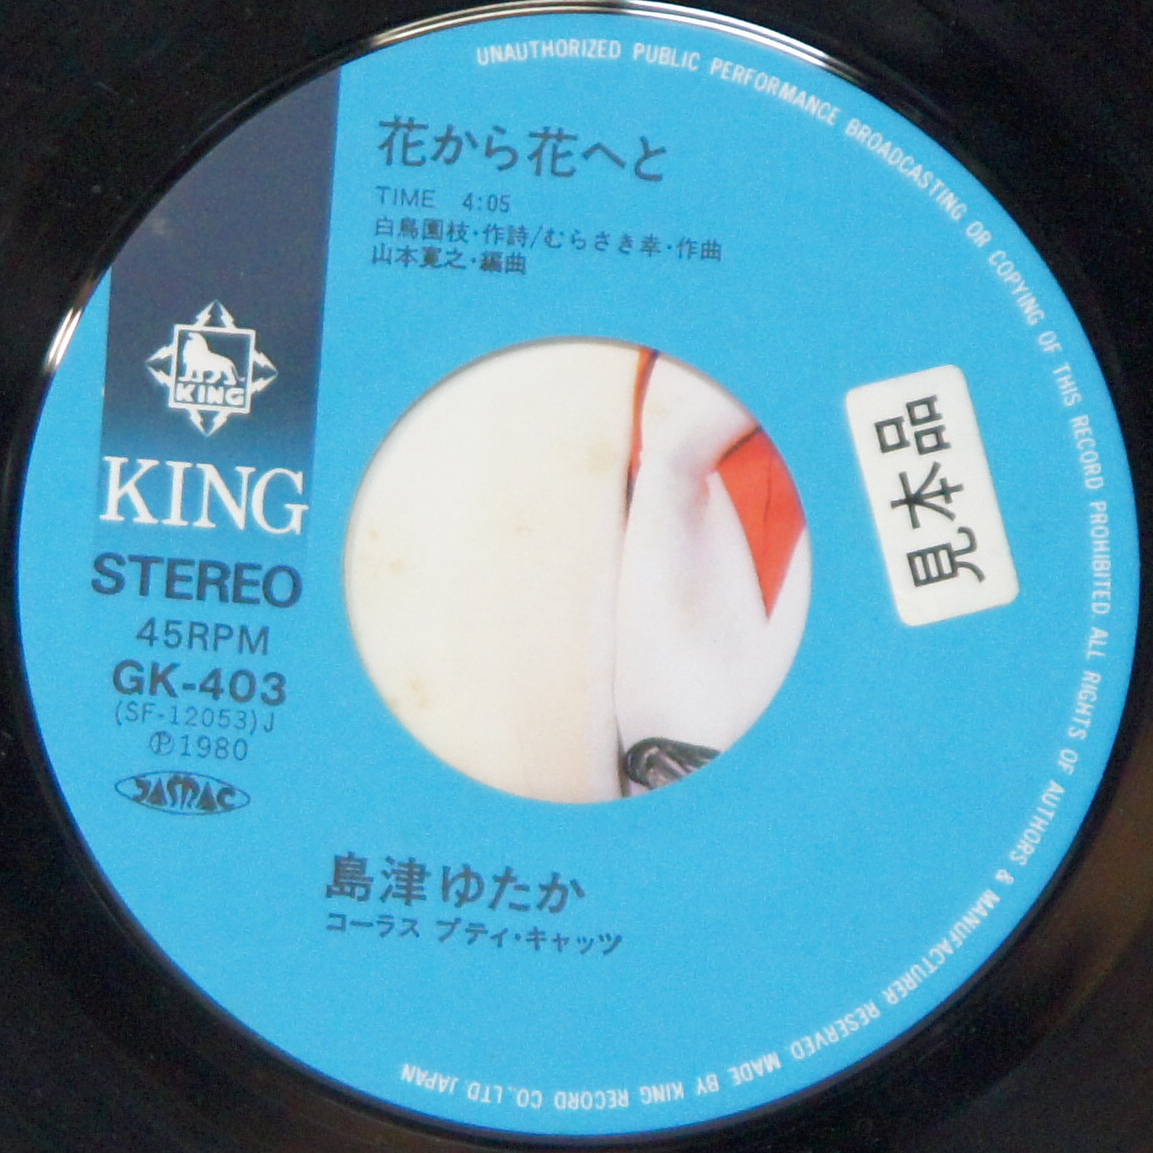 花から花へと
TIME 4:05
白鳥園枝・作詩/むらさき幸・作曲
山本寛之・編曲
KING
KING
STEREO
45RPM
GK-403
(SF-12053)J
Ⓟ1980
JASRAC
見本品
島津ゆたか
コーラス プティ・キャッツ
UNAUTHORIZED PUBLIC PERFORMANCE BROADCASTING OR COPYING OF THIS RECORD PROHIBITED ALL RIGHTS OF AUTHORS & MANUFACTURER RESERVED MADE BY KING RECORD CO., LTD JAPAN